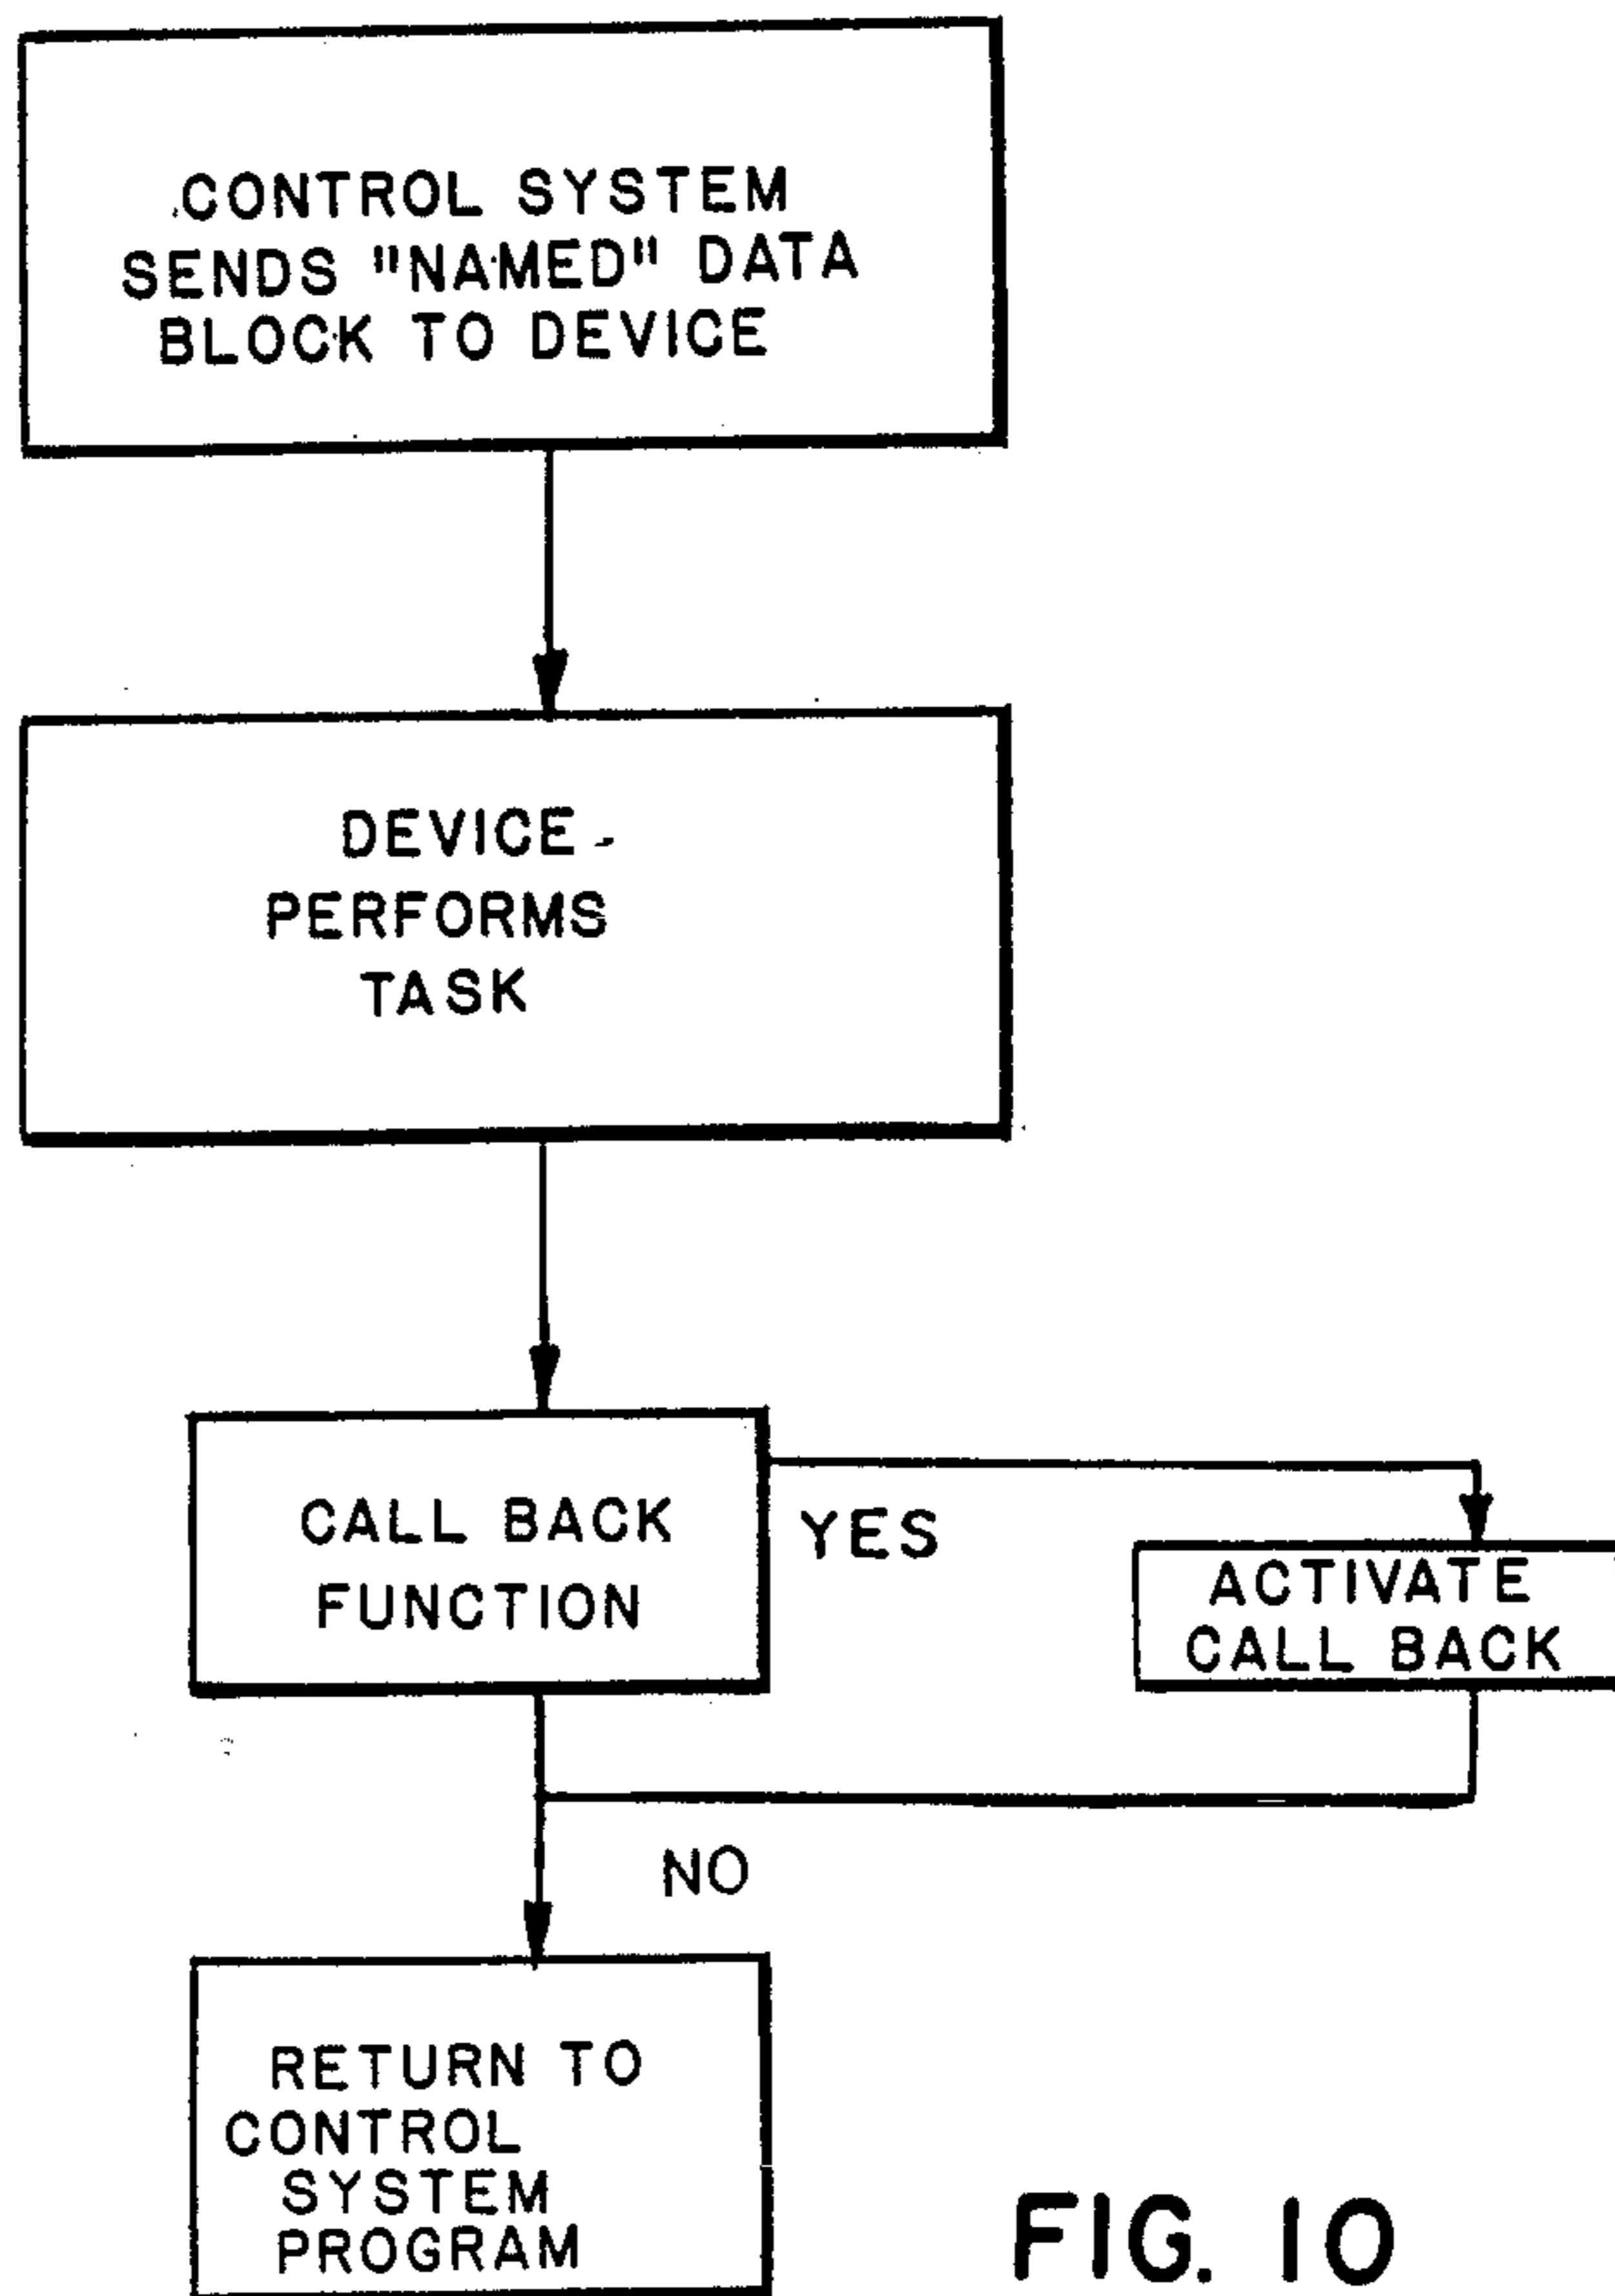 CONTROL SYSTEM
SENDS "NAMED" DATA
BLOCK TO DEVICE
DEVICE
PERFORMS
TASK
CALL BACK
FUNCTION
YES
ACTIVATE
CALL BACK
NO
RETURN TO
CONTROL
SYSTEM
PROGRAM
FIG. 10